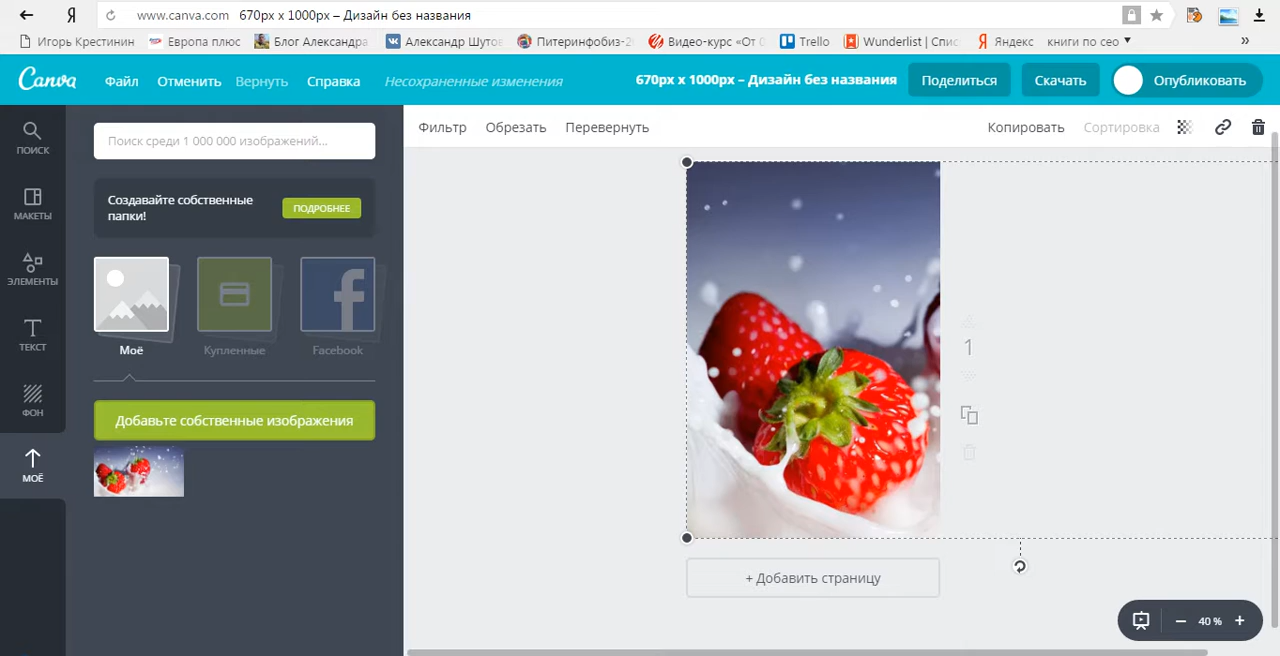 Я www.canva.com 670px x 1000px – Дизайн без названия
Игорь Крестинин Европа плюс Блог Александра Александр Шутов Питеринфобиз-2 Видео-курс «От Trello Wunderlist | Спис Яндекс книги по сео »
Canva Файл Отменить Вернуть Справка Несохраненные изменения 670px x 1000px – Дизайн без названия Поделиться Скачать Опубликовать
Фильтр Обрезать Перевернуть Копировать Сортировка
ПОИСК
МАКЕТЫ
ЭЛЕМЕНТЫ
ТЕКСТ
ФОН
МОЁ
Поиск среди 1 000 000 изображений...
Создавайте собственные
папки!
ПОДРОБНЕЕ
Моё Купленные Facebook
Добавьте собственные изображения
1
+ Добавить страницу
− 40 % +